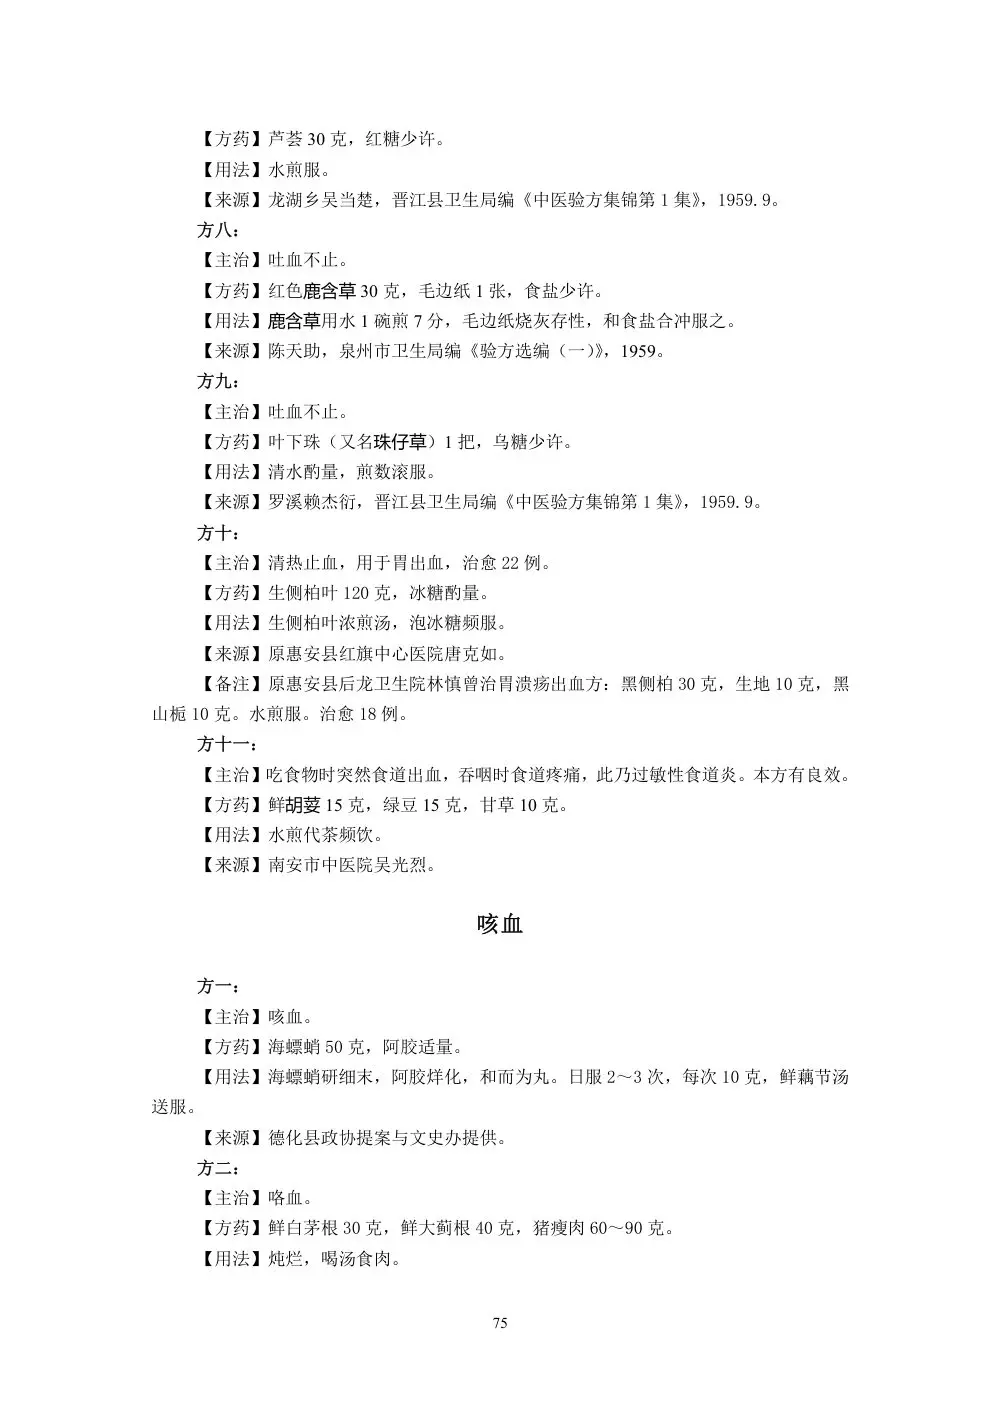 【方药】芦荟 30 克，红糖少许。
【用法】水煎服。
【来源】龙湖乡吴当楚，晋江县卫生局编《中医验方集锦第 1 集》，1959.9。
方八：
【主治】吐血不止。
【方药】红色鹿含草 30 克，毛边纸 1 张，食盐少许。
【用法】鹿含草用水 1 碗煎 7 分，毛边纸烧灰存性，和食盐合冲服之。
【来源】陈天助，泉州市卫生局编《验方选编（一）》，1959。
方九：
【主治】吐血不止。
【方药】叶下珠（又名珠仔草）1 把，乌糖少许。
【用法】清水酌量，煎数滚服。
【来源】罗溪赖杰衍，晋江县卫生局编《中医验方集锦第 1 集》，1959.9。
方十：
【主治】清热止血，用于胃出血，治愈 22 例。
【方药】生侧柏叶 120 克，冰糖酌量。
【用法】生侧柏叶浓煎汤，泡冰糖频服。
【来源】原惠安县红旗中心医院唐克如。
【备注】原惠安县后龙卫生院林慎曾治胃溃疡出血方：黑侧柏 30 克，生地 10 克，黑
山栀 10 克。水煎服。治愈 18 例。
方十一：
【主治】吃食物时突然食道出血，吞咽时食道疼痛，此乃过敏性食道炎。本方有良效。
【方药】鲜胡荽 15 克，绿豆 15 克，甘草 10 克。
【用法】水煎代茶频饮。
【来源】南安市中医院吴光烈。
咳血
方一：
【主治】咳血。
【方药】海螵蛸 50 克，阿胶适量。
【用法】海螵蛸研细末，阿胶烊化，和而为丸。日服 2～3 次，每次 10 克，鲜藕节汤
送服。
【来源】德化县政协提案与文史办提供。
方二：
【主治】咯血。
【方药】鲜白茅根 30 克，鲜大蓟根 40 克，猪瘦肉 60～90 克。
【用法】炖烂，喝汤食肉。
75